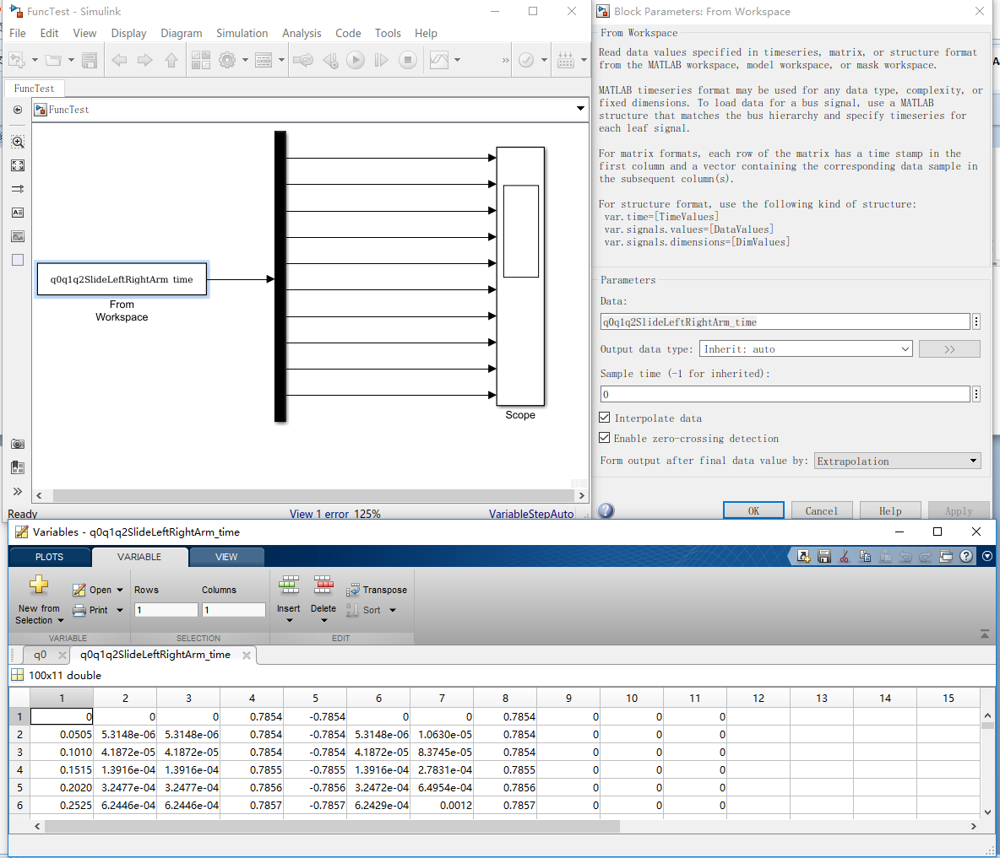 FuncTest - Simulink
File Edit View Display Diagram Simulation Analysis Code Tools Help
FuncTest
FuncTest
q0q1q2SlideLeftRightArm time
From
Workspace
Scope
Ready View 1 error 125% VariableStepAuto
Block Parameters: From Workspace
From Workspace
Read data values specified in timeseries, matrix, or structure format
from the MATLAB workspace, model workspace, or mask workspace.
MATLAB timeseries format may be used for any data type, complexity, or
fixed dimensions. To load data for a bus signal, use a MATLAB
structure that matches the bus hierarchy and specify timeseries for
each leaf signal.
For matrix formats, each row of the matrix has a time stamp in the
first column and a vector containing the corresponding data sample in
the subsequent column(s).
For structure format, use the following kind of structure:
var.time=[TimeValues]
var.signals.values=[DataValues]
var.signals.dimensions=[DimValues]
Parameters
Data:
q0q1q2SlideLeftRightArm_time
Output data type: Inherit: auto >>
Sample time (-1 for inherited):
0
Interpolate data
Enable zero-crossing detection
Form output after final data value by: Extrapolation
OK Cancel Help Apply
Variables - q0q1q2SlideLeftRightArm_time
PLOTS VARIABLE VIEW
New from
Selection
Open
Print
VARIABLE
Rows Columns
1 1
SELECTION
Insert Delete
Transpose
Sort
EDIT
q0 q0q1q2SlideLeftRightArm_time
100x11 double
1 2 3 4 5 6 7 8 9 10 11 12 13 14 15
1 0 0 0 0.7854 -0.7854 0 0 0.7854 0 0 0
2 0.0505 5.3148e-06 5.3148e-06 0.7854 -0.7854 5.3148e-06 1.0630e-05 0.7854 0 0 0
3 0.1010 4.1872e-05 4.1872e-05 0.7854 -0.7854 4.1872e-05 8.3745e-05 0.7854 0 0 0
4 0.1515 1.3916e-04 1.3916e-04 0.7855 -0.7855 1.3916e-04 2.7831e-04 0.7855 0 0 0
5 0.2020 3.2477e-04 3.2477e-04 0.7856 -0.7856 3.2472e-04 6.4954e-04 0.7856 0 0 0
6 0.2525 6.2446e-04 6.2446e-04 0.7857 -0.7857 6.2429e-04 0.0012 0.7857 0 0 0